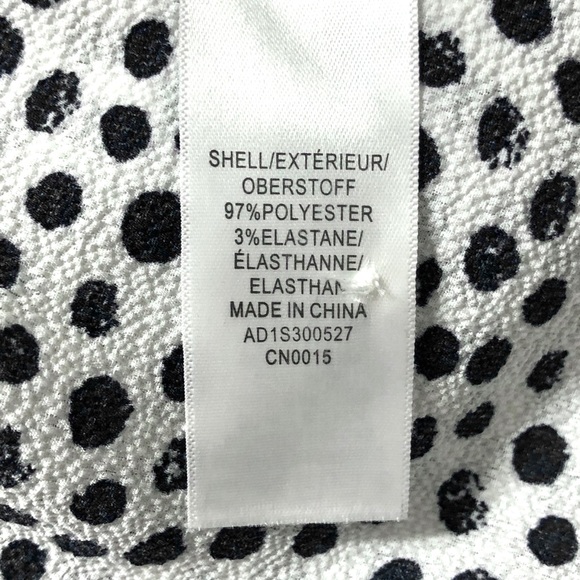 SHELL/EXTÉRIEUR/
OBERSTOFF
97%POLYESTER
3%ELASTANE/
ÉLASTHANNE/
ELASTHAN
MADE IN CHINA
AD1S300527
CN0015